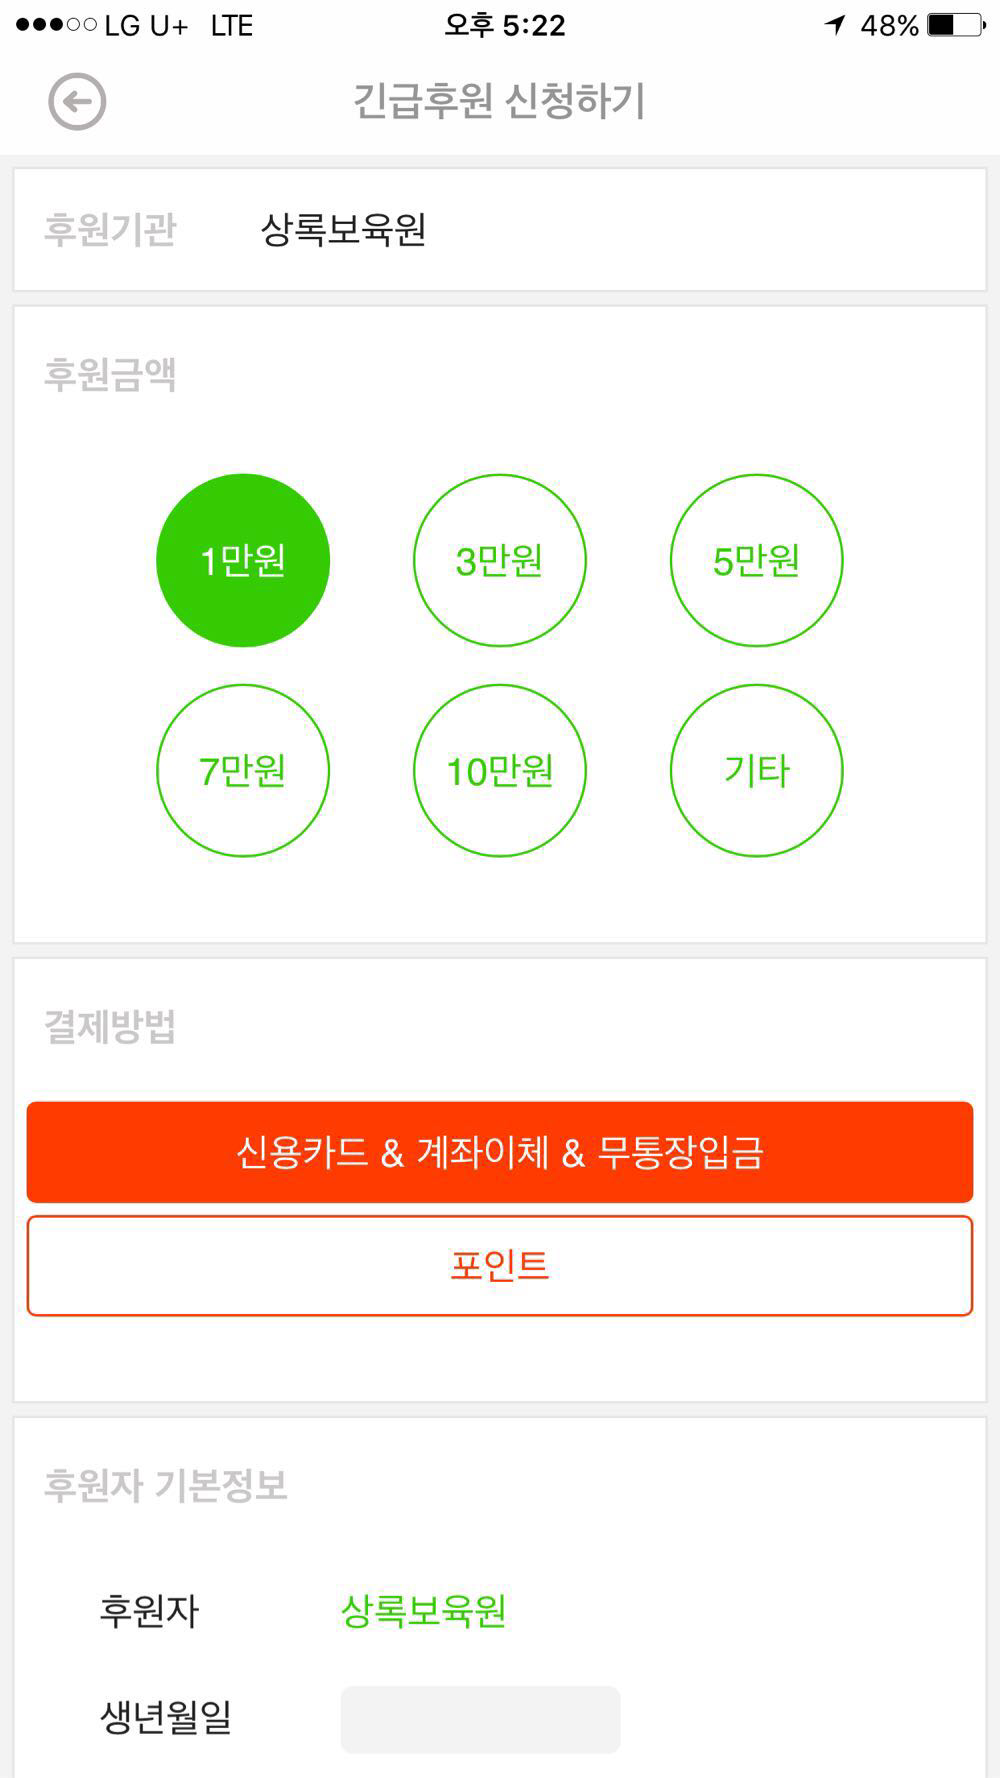 LG U+ LTE 오후 5:22 48%
긴급후원 신청하기
후원기관 상록보육원
후원금액
1만원 3만원 5만원
7만원 10만원 기타
결제방법
신용카드 & 계좌이체 & 무통장입금
포인트
후원자 기본정보
후원자 상록보육원
생년월일